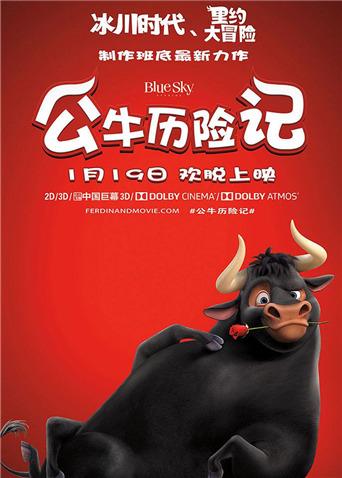 冰川时代、里约大冒险
制作班底最新力作
BlueSky
STUDIOS
公牛历险记
1月19日 欢脱上映
2D/3D/中国巨幕3D/DOLBY CINEMA/DOLBY ATMOS
FERDINANDMOVIE.COM #公牛历险记#